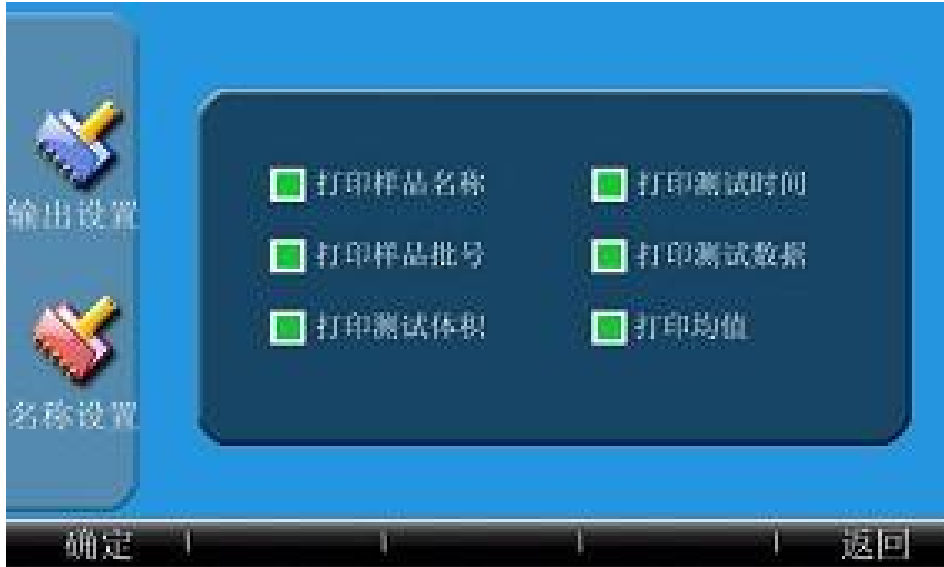 输出设置
名称设置
打印样品名称 打印测试时间
打印样品批号 打印测试数据
打印测试体积 打印均值
确定 返回